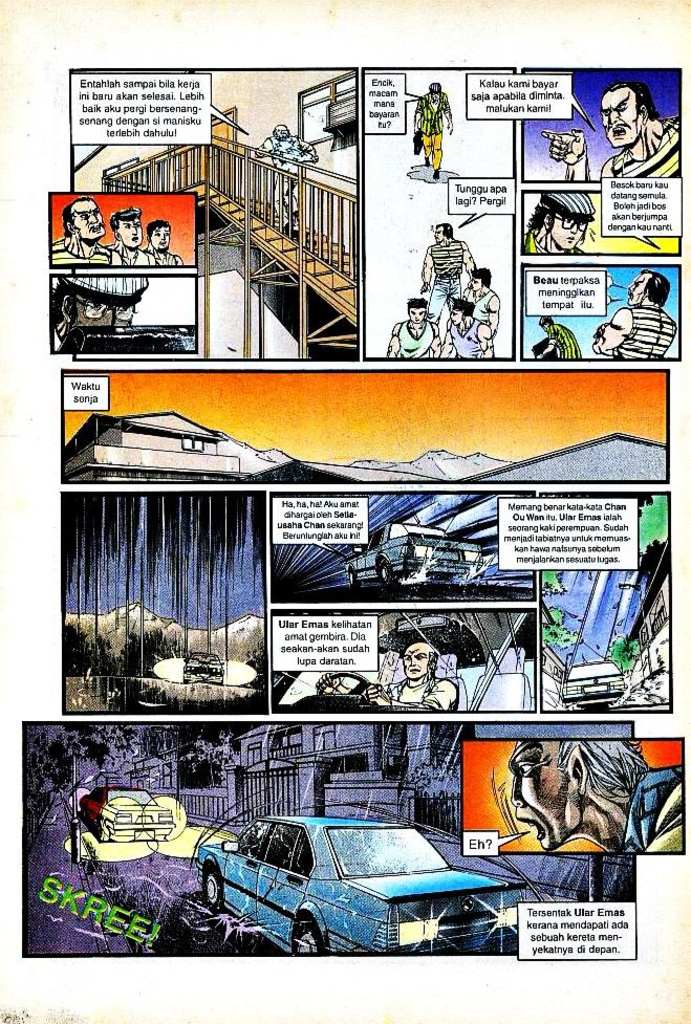 Entahlah sampai bila kerja
ini baru akan selesai. Lebih
baik aku pergi bersenang-
senang dengan si manisku
terlebih dahulu!
Encik,
macam
mana
bayaran
itu?
Tunggu apa
lagi? Pergi!
Kalau kami bayar
saja apabila diminta,
malukan kami!
Besok baru kau
datang semula.
Boleh jadi bos
akan berjumpa
dengan kau nanti.
Beau terpaksa
meningglkan
tempat itu.
Waktu
sonja
Ha, ha, ha! Aku amat
dihargai oleh Setia-
usaha Chan sekarang!
Beruntunglah aku ini!
Memang benar kata-kata Chan
Ou Wan itu. Ular Emas ialah
seorang kaki perempuan. Sudah
menjadi tabiatnya untuk memuas-
kan hawa nafsunya sebelum
menjalankan sesuatu tugas.
Ular Emas kelihatan
amat gembira. Dia
seakan-akan sudah
lupa daratan.
SKREE!
Eh?
Tersentak Ular Emas
kerana mendapati ada
sebuah kereta men-
yekatnya di depan.